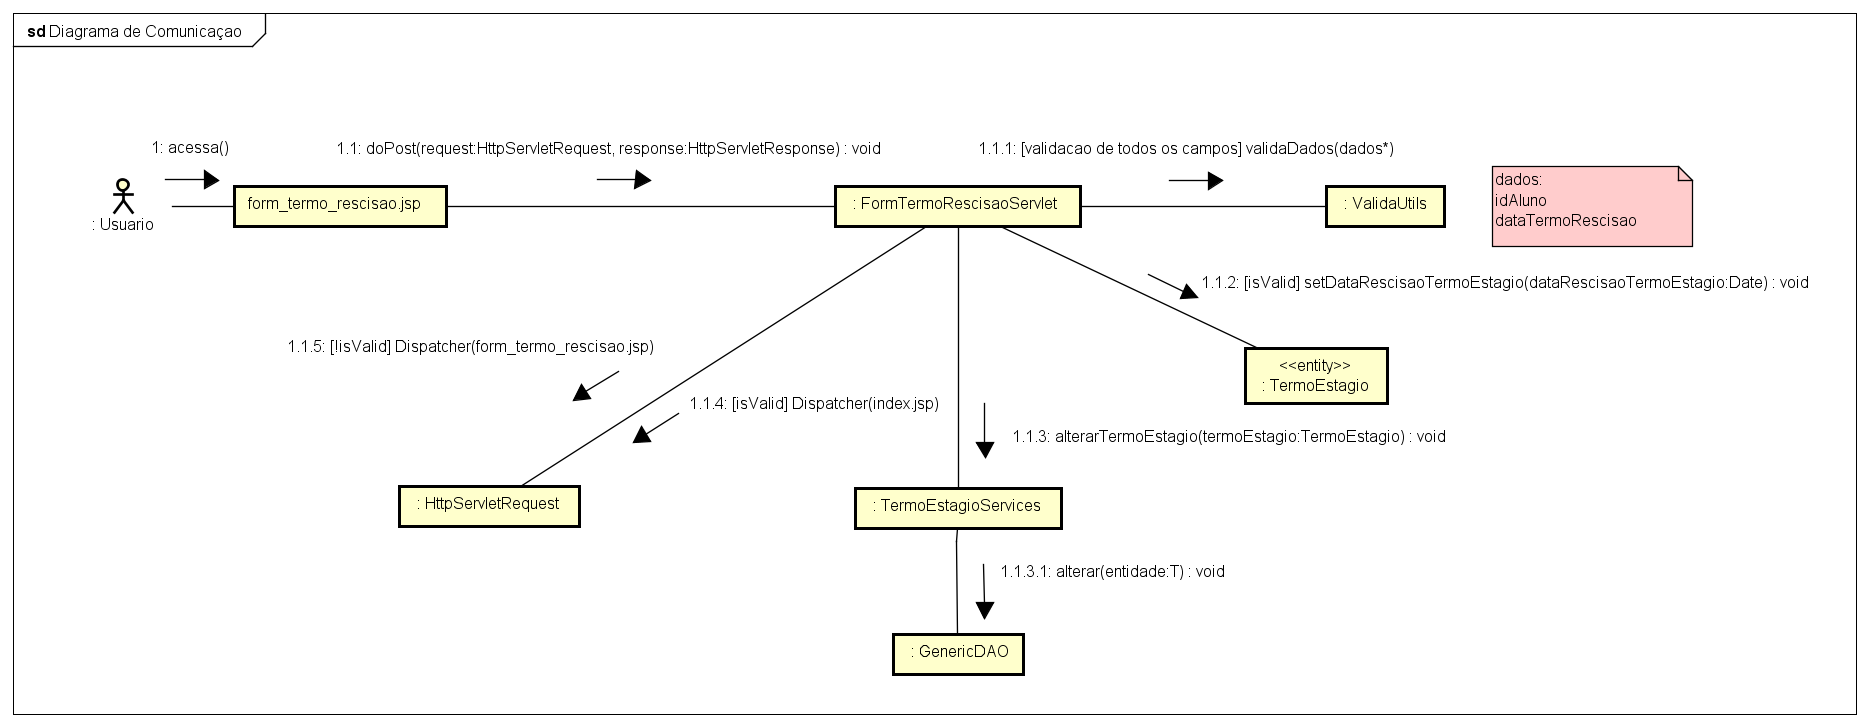 sd Diagrama de Comunicaçao
1: acessa()
1.1: doPost(request:HttpServletRequest, response:HttpServletResponse) : void
1.1.1: [validacao de todos os campos] validaDados(dados*)
: Usuario
form_termo_rescisao.jsp
: FormTermoRescisaoServlet
: ValidaUtils
dados:
idAluno
dataTermoRescisao
1.1.2: [isValid] setDataRescisaoTermoEstagio(dataRescisaoTermoEstagio:Date) : void
1.1.5: [!isValid] Dispatcher(form_termo_rescisao.jsp)
<<entity>>
: TermoEstagio
1.1.4: [isValid] Dispatcher(index.jsp)
1.1.3: alterarTermoEstagio(termoEstagio:TermoEstagio) : void
: HttpServletRequest
: TermoEstagioServices
1.1.3.1: alterar(entidade:T) : void
: GenericDAO